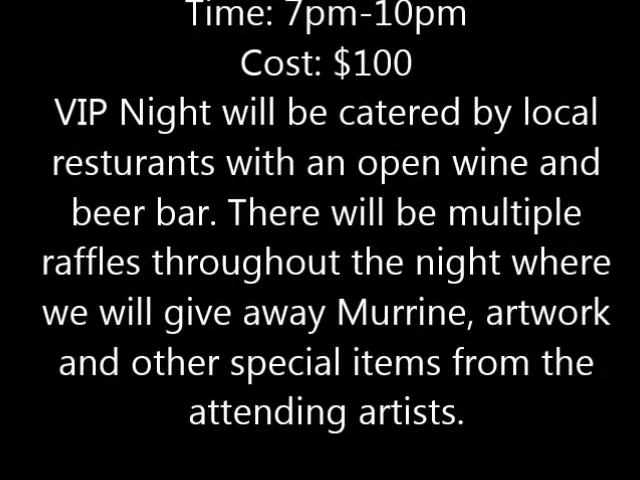 Time: 7pm-10pm
Cost: $100
VIP Night will be catered by local
resturants with an open wine and
beer bar. There will be multiple
raffles throughout the night where
we will give away Murrine, artwork
and other special items from the
attending artists.